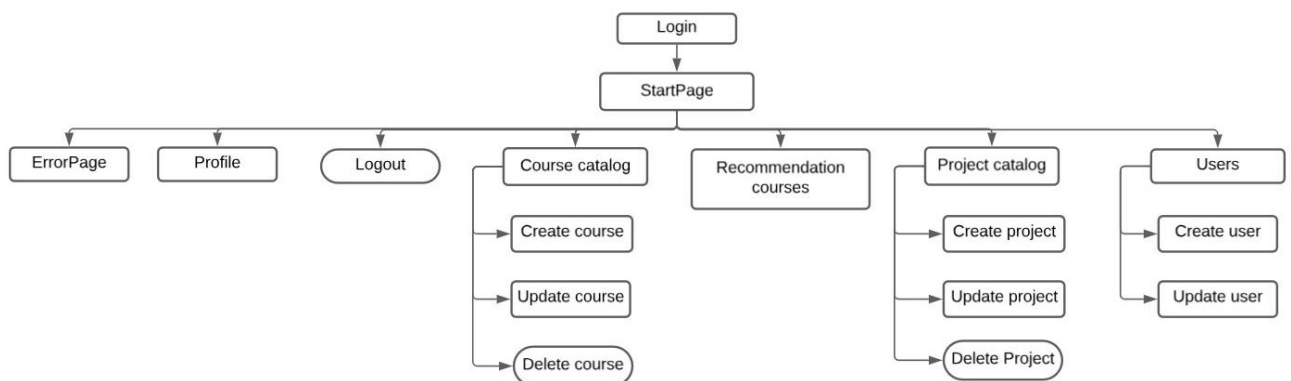 Login
StartPage
ErrorPage
Profile
Logout
Course catalog
Recommendation
courses
Project catalog
Users
Create course
Create project
Create user
Update course
Update project
Update user
Delete course
Delete Project